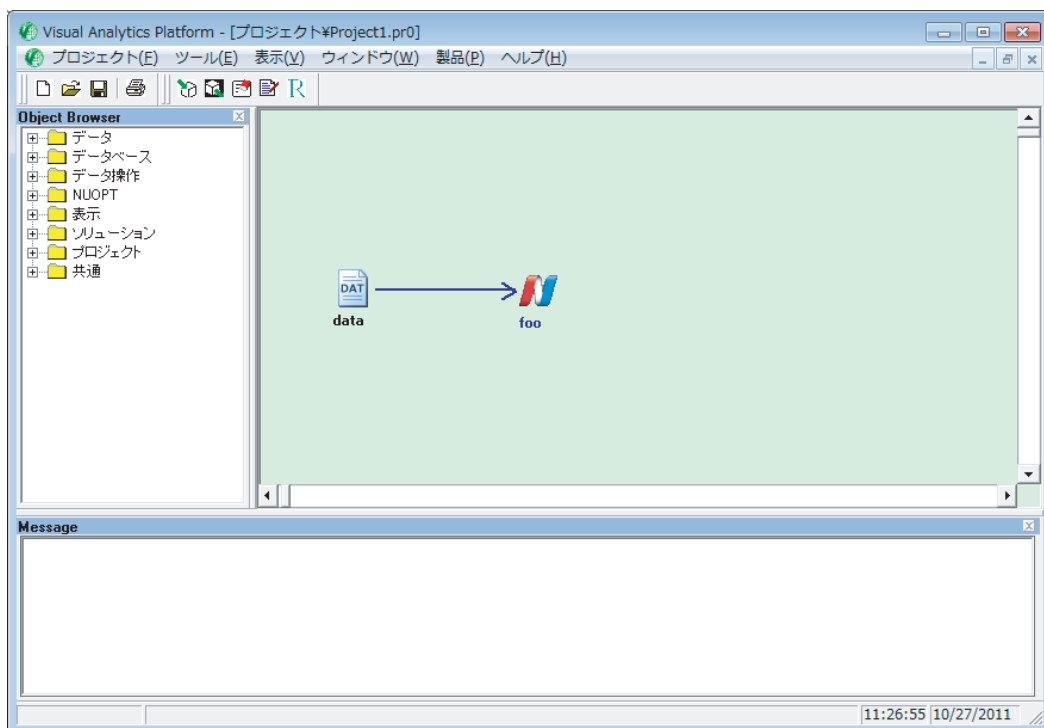 Visual Analytics Platform - [プロジェクト¥Project1.pr0]
プロジェクト(F) ツール(E) 表示(V) ウィンドウ(W) 製品(P) ヘルプ(H)
R
Object Browser
データ
データベース
データ操作
NUOPT
表示
ソリューション
プロジェクト
共通
DAT
data
foo
Message
11:26:55 10/27/2011